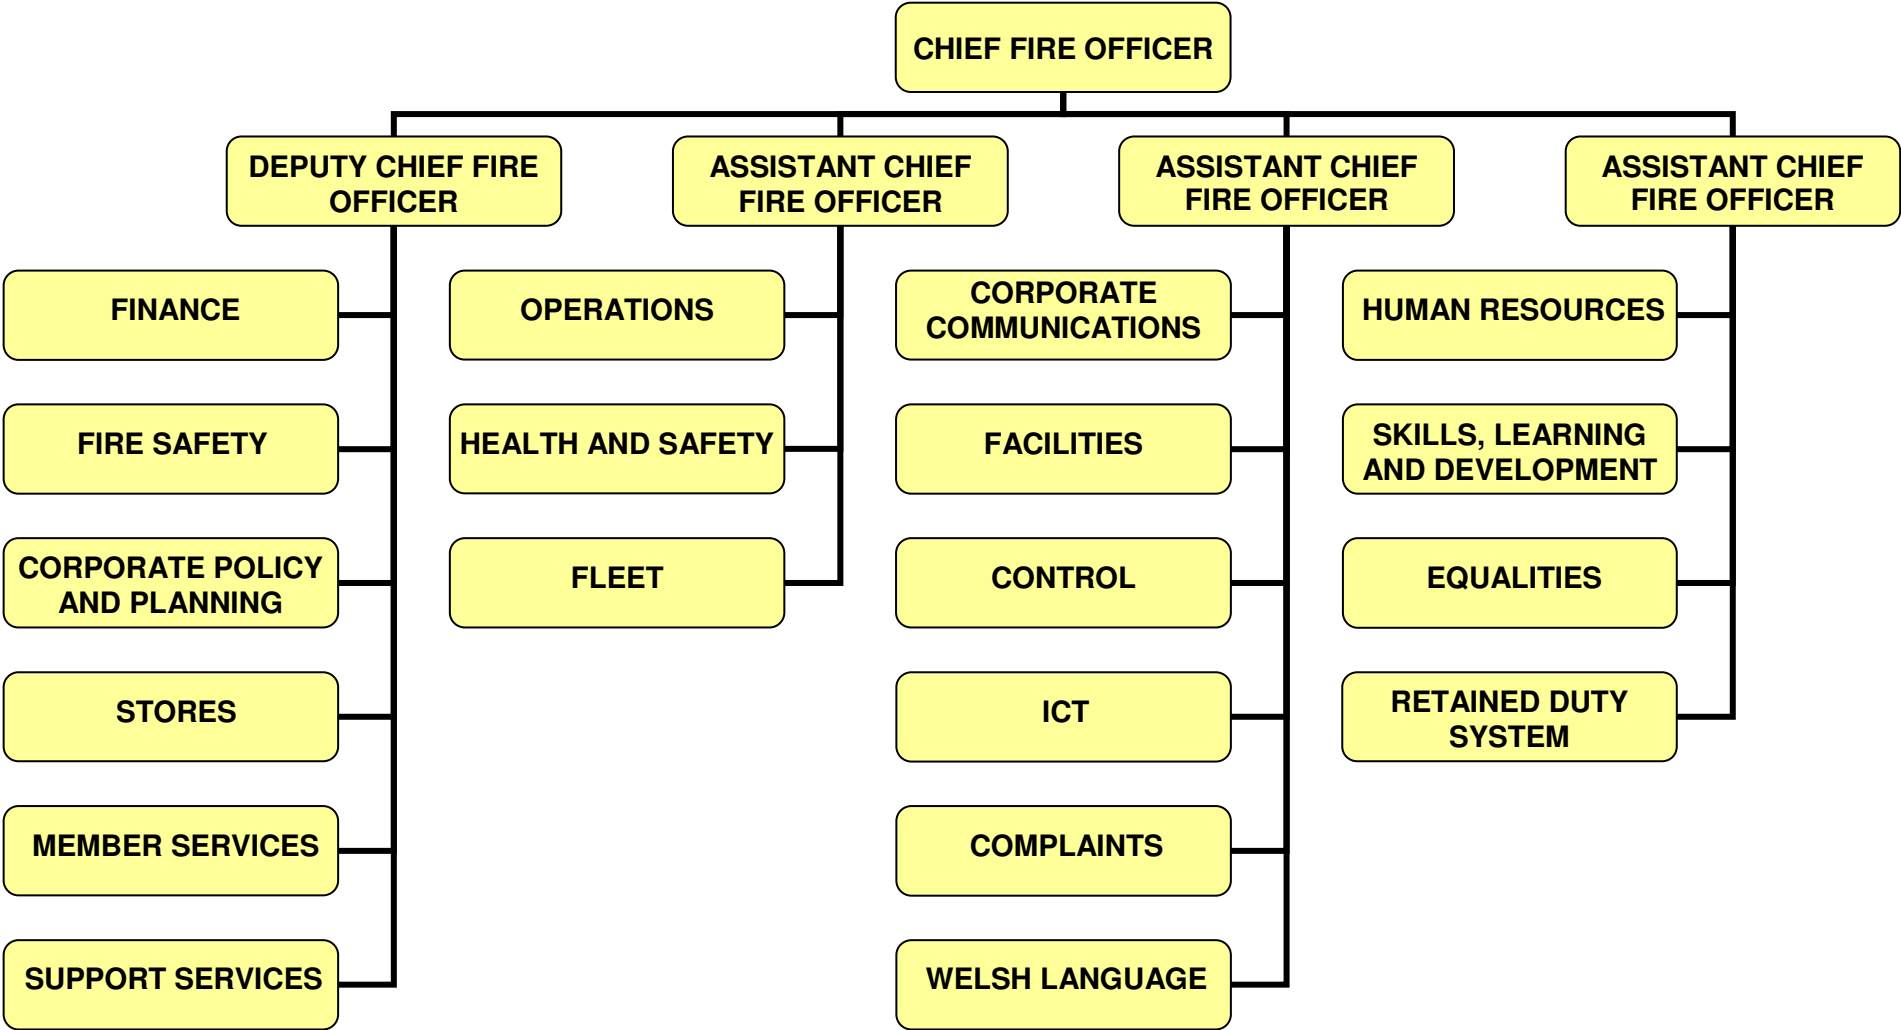 CHIEF FIRE OFFICER
DEPUTY CHIEF FIRE
OFFICER
ASSISTANT CHIEF
FIRE OFFICER
ASSISTANT CHIEF
FIRE OFFICER
ASSISTANT CHIEF
FIRE OFFICER
FINANCE
FIRE SAFETY
CORPORATE POLICY
AND PLANNING
STORES
MEMBER SERVICES
SUPPORT SERVICES
OPERATIONS
HEALTH AND SAFETY
FLEET
CORPORATE
COMMUNICATIONS
FACILITIES
CONTROL
ICT
COMPLAINTS
WELSH LANGUAGE
HUMAN RESOURCES
SKILLS, LEARNING
AND DEVELOPMENT
EQUALITIES
RETAINED DUTY
SYSTEM